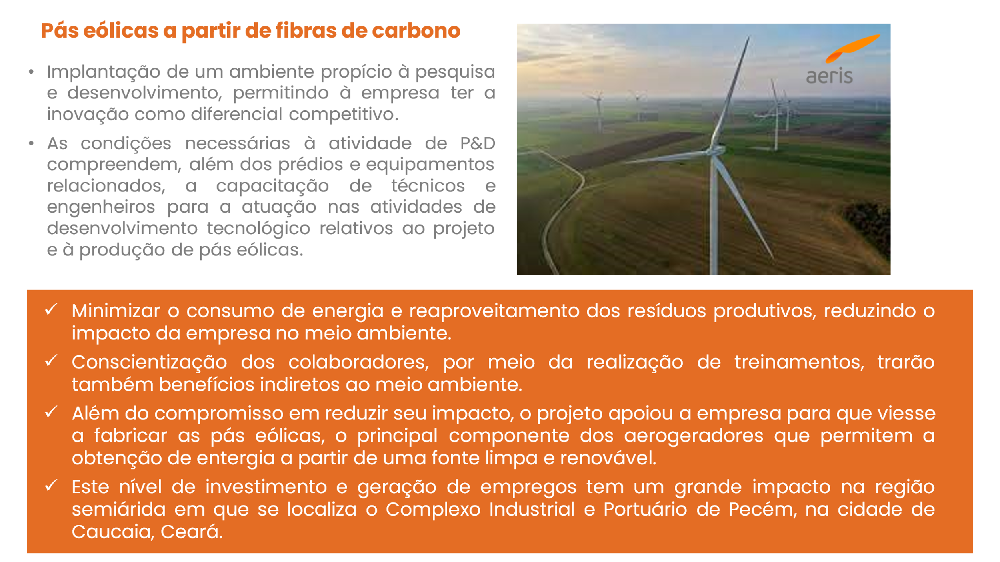 Pás eólicas a partir de fibras de carbono
• Implantação de um ambiente propício à pesquisa
e desenvolvimento, permitindo à empresa ter a
inovação como diferencial competitivo.
• As condições necessárias à atividade de P&D
compreendem, além dos prédios e equipamentos
relacionados, a capacitação de técnicos e
engenheiros para a atuação nas atividades de
desenvolvimento tecnológico relativos ao projeto
e à produção de pás eólicas.
aeris
✓ Minimizar o consumo de energia e reaproveitamento dos resíduos produtivos, reduzindo o
impacto da empresa no meio ambiente.
✓ Conscientização dos colaboradores, por meio da realização de treinamentos, trarão
também benefícios indiretos ao meio ambiente.
✓ Além do compromisso em reduzir seu impacto, o projeto apoiou a empresa para que viesse
a fabricar as pás eólicas, o principal componente dos aerogeradores que permitem a
obtenção de entergia a partir de uma fonte limpa e renovável.
✓ Este nível de investimento e geração de empregos tem um grande impacto na região
semiárida em que se localiza o Complexo Industrial e Portuário de Pecém, na cidade de
Caucaia, Ceará.